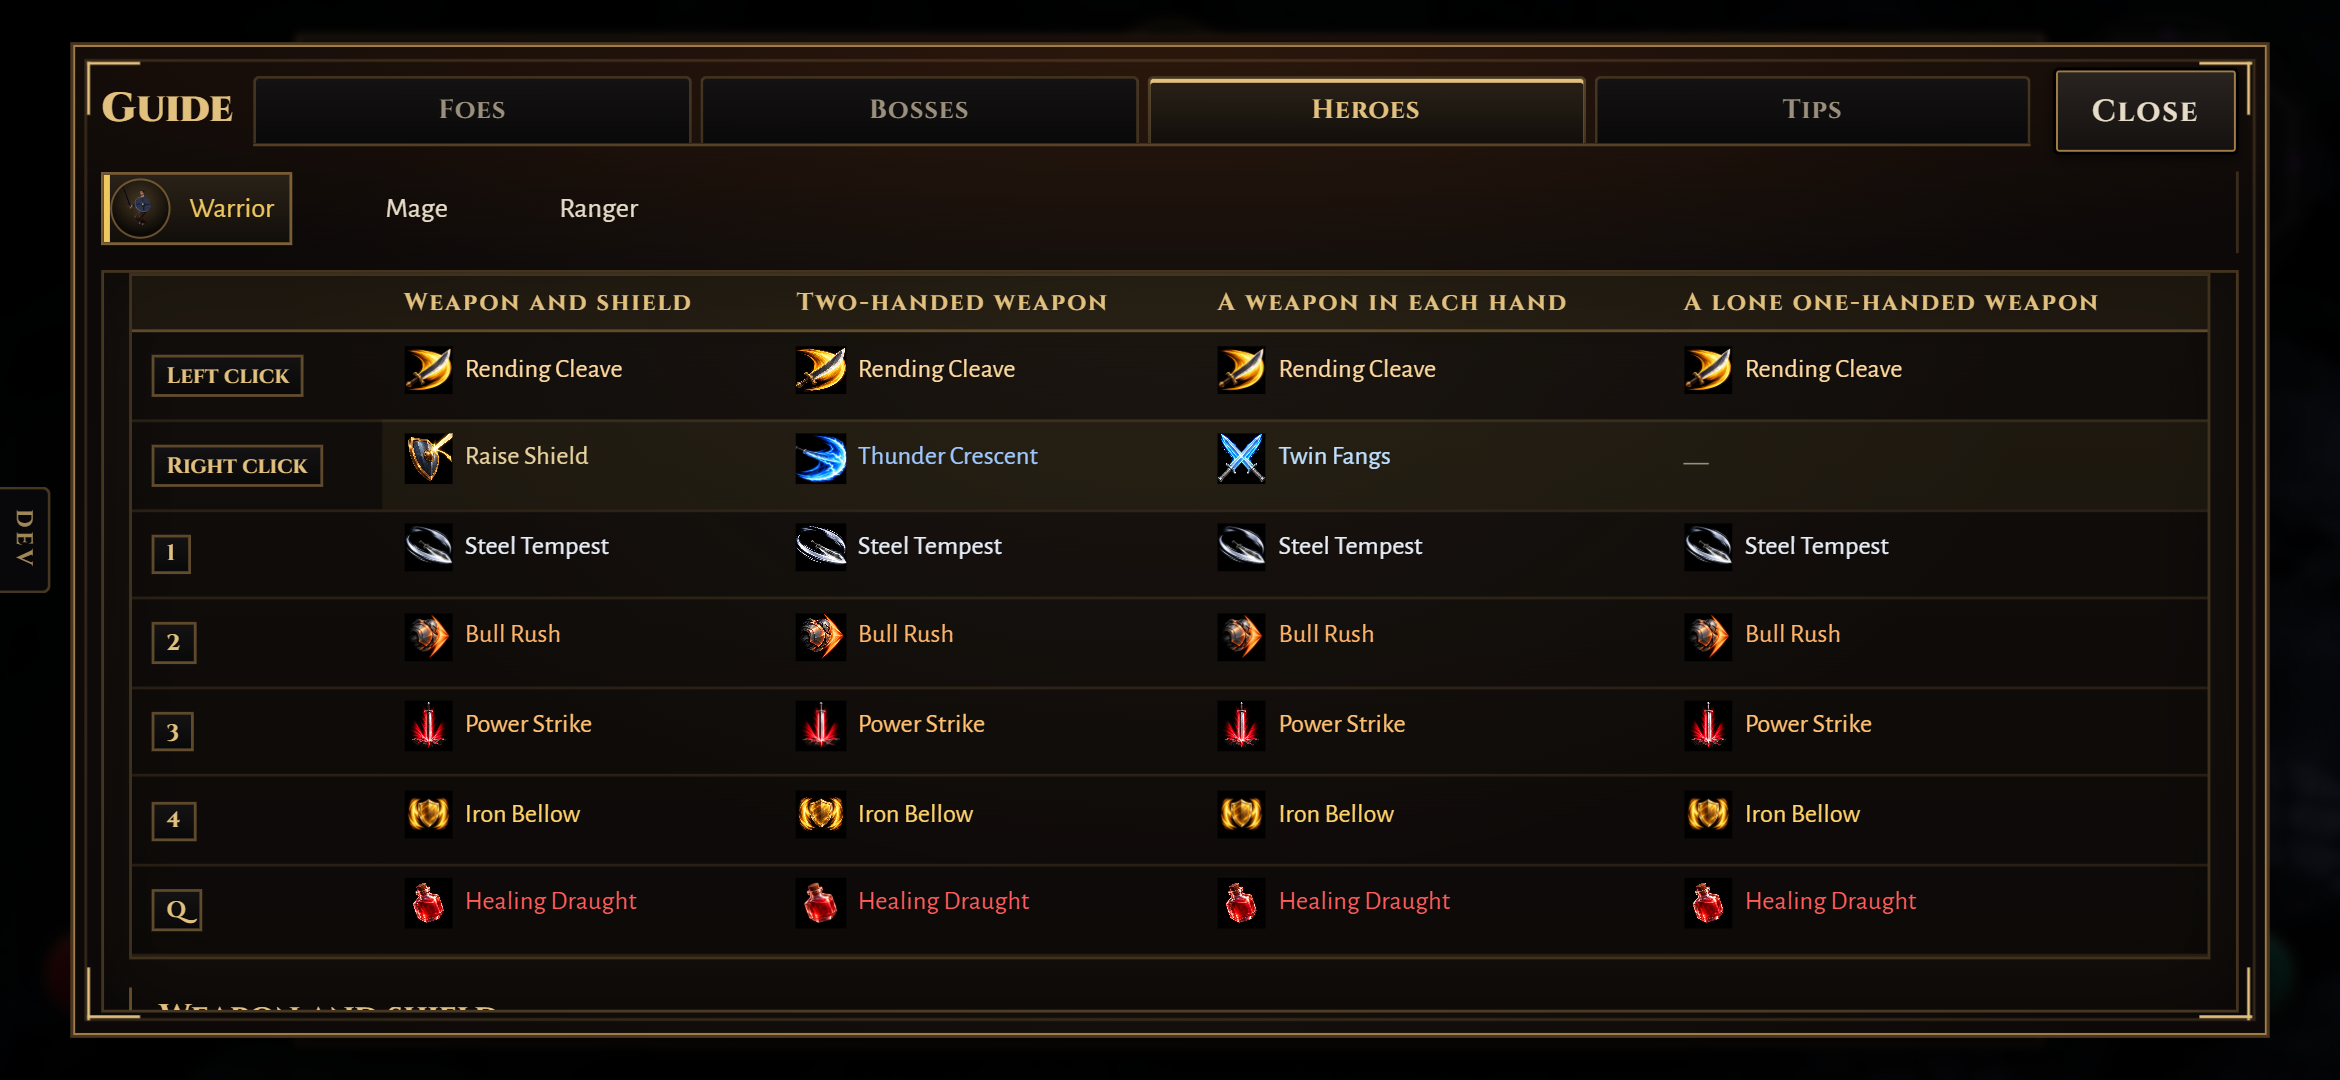 GUIDE
FOES
BOSSES
HEROES
TIPS
CLOSE
Warrior
Mage
Ranger
WEAPON AND SHIELD TWO-HANDED WEAPON A WEAPON IN EACH HAND A LONE ONE-HANDED WEAPON
LEFT CLICK Rending Cleave Rending Cleave Rending Cleave Rending Cleave
RIGHT CLICK Raise Shield Thunder Crescent Twin Fangs —
1 Steel Tempest Steel Tempest Steel Tempest Steel Tempest
2 Bull Rush Bull Rush Bull Rush Bull Rush
3 Power Strike Power Strike Power Strike Power Strike
4 Iron Bellow Iron Bellow Iron Bellow Iron Bellow
Q Healing Draught Healing Draught Healing Draught Healing Draught
WEAPON AND SHIELD
DEV